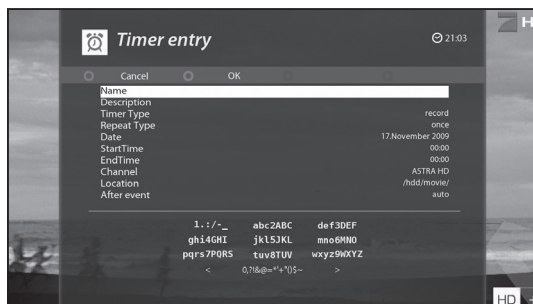 Timer entry
21:03
Cancel OK
Name
Description
Timer Type record
Repeat Type once
Date 17.November 2009
StartTime 00:00
EndTime 00:00
Channel ASTRA HD
Location /hdd/movie/
After event auto
1.:/-_ abc2ABC def3DEF
ghi4GHI jkl5JKL mno6MNO
pqrs7PQRS tuv8TUV wxyz9WXYZ
< 0,?!&@=*'+"()$~ >
HD